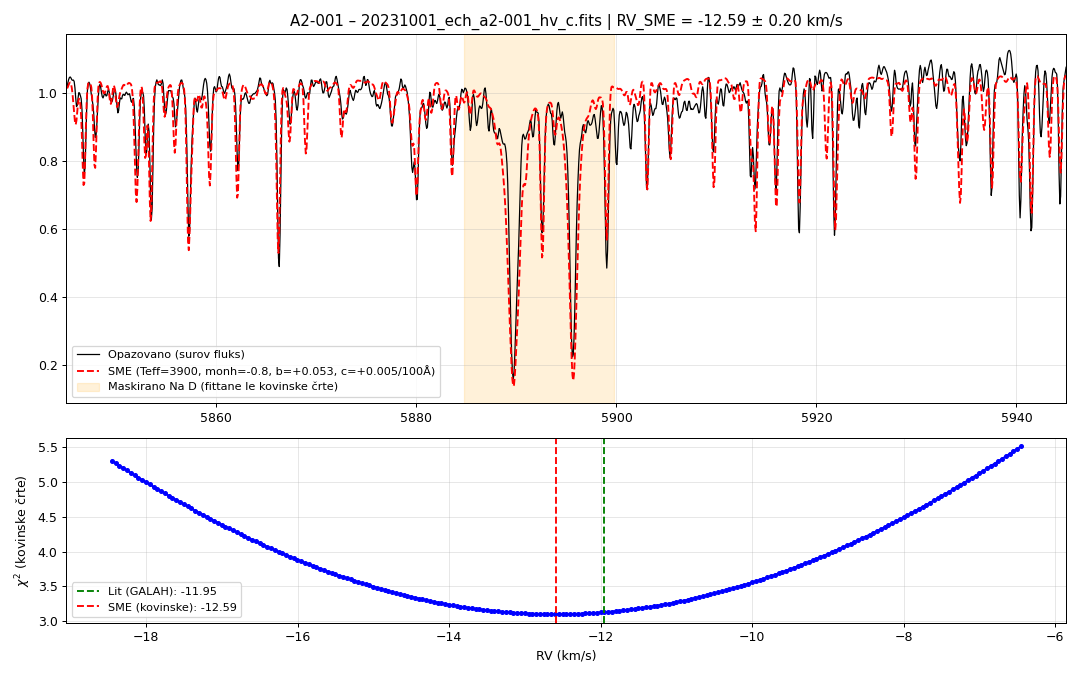 A2-001 – 20231001_ech_a2-001_hv_c.fits | RV_SME = -12.59 ± 0.20 km/s
1.0
0.8
0.6
0.4
0.2
Opazovano (surov fluks)
SME (Teff=3900, monh=-0.8, b=+0.053, c=+0.005/100Å)
Maskirano Na D (fittane le kovinske črte)
5860 5880 5900 5920 5940
χ² (kovinske črte)
5.5
5.0
4.5
4.0
3.5
3.0
Lit (GALAH): -11.95
SME (kovinske): -12.59
−18 −16 −14 −12 −10 −8 −6
RV (km/s)